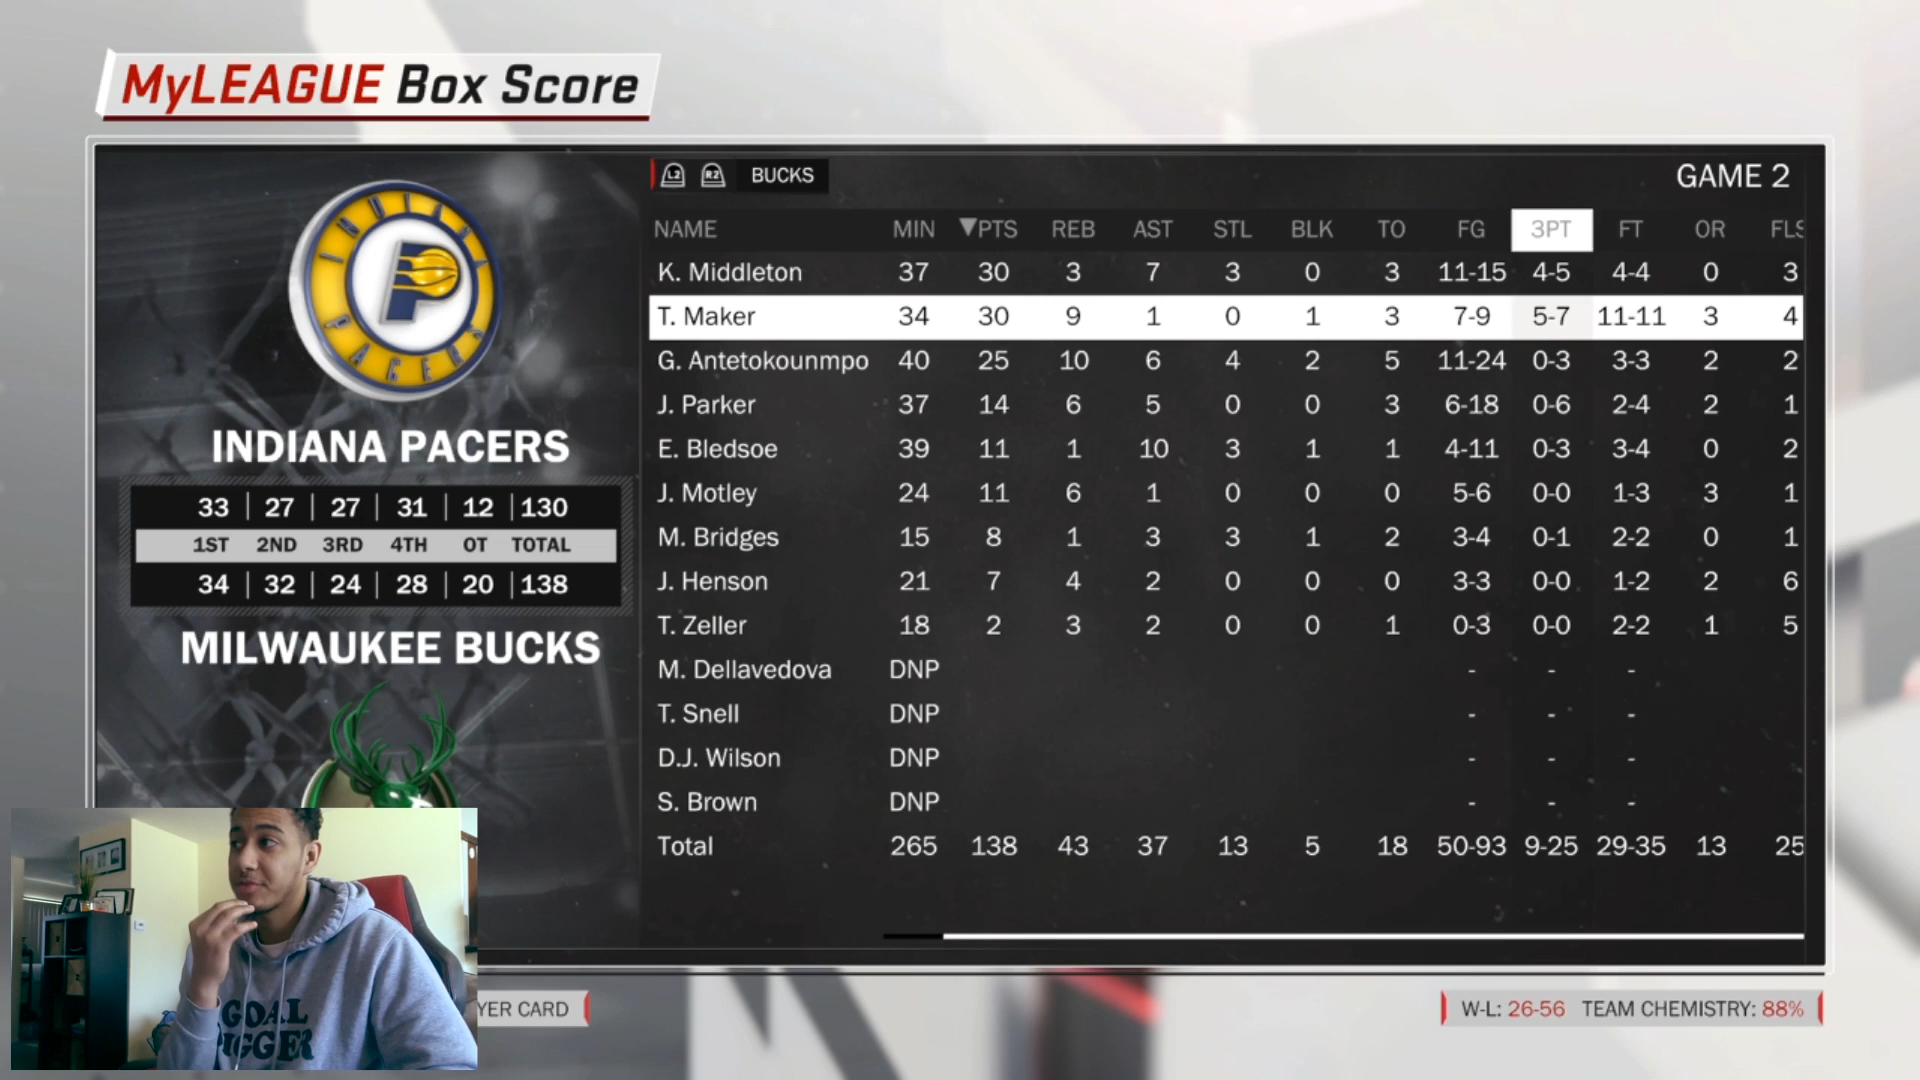 MyLEAGUE Box Score
L2 R2 BUCKS GAME 2
NAME MIN ▼PTS REB AST STL BLK TO FG 3PT FT OR FLS
K. Middleton 37 30 3 7 3 0 3 11-15 4-5 4-4 0 3
T. Maker 34 30 9 1 0 1 3 7-9 5-7 11-11 3 4
G. Antetokounmpo 40 25 10 6 4 2 5 11-24 0-3 3-3 2 2
J. Parker 37 14 6 5 0 0 3 6-18 0-6 2-4 2 1
E. Bledsoe 39 11 1 10 3 1 1 4-11 0-3 3-4 0 2
J. Motley 24 11 6 1 0 0 0 5-6 0-0 1-3 3 1
M. Bridges 15 8 1 3 3 1 2 3-4 0-1 2-2 0 1
J. Henson 21 7 4 2 0 0 0 3-3 0-0 1-2 2 6
T. Zeller 18 2 3 2 0 0 1 0-3 0-0 2-2 1 5
M. Dellavedova DNP - - -
T. Snell DNP - - -
D.J. Wilson DNP - - -
S. Brown DNP - - -
Total 265 138 43 37 13 5 18 50-93 9-25 29-35 13 25
INDIANA PACERS
INDIANA PACERS
33 | 27 | 27 | 31 | 12 | 130
1ST 2ND 3RD 4TH OT TOTAL
34 | 32 | 24 | 28 | 20 | 138
MILWAUKEE BUCKS
YER CARD
W-L: 26-56 TEAM CHEMISTRY: 88%
GOAL
DIGGER